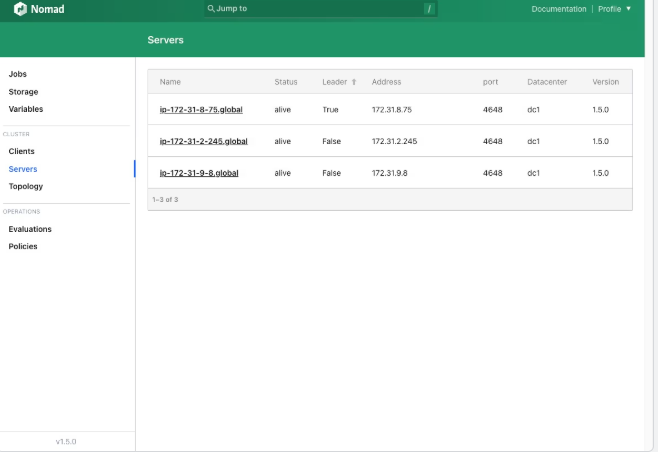 Nomad
Jump to /
Documentation | Profile ▼
Servers
Jobs
Storage
Variables
CLUSTER
Clients
Servers
Topology
OPERATIONS
Evaluations
Policies
v1.5.0
Name Status Leader ↑ Address port Datacenter Version
ip-172-31-8-75.global alive True 172.31.8.75 4648 dc1 1.5.0
ip-172-31-2-245.global alive False 172.31.2.245 4648 dc1 1.5.0
ip-172-31-9-8.global alive False 172.31.9.8 4648 dc1 1.5.0
1–3 of 3